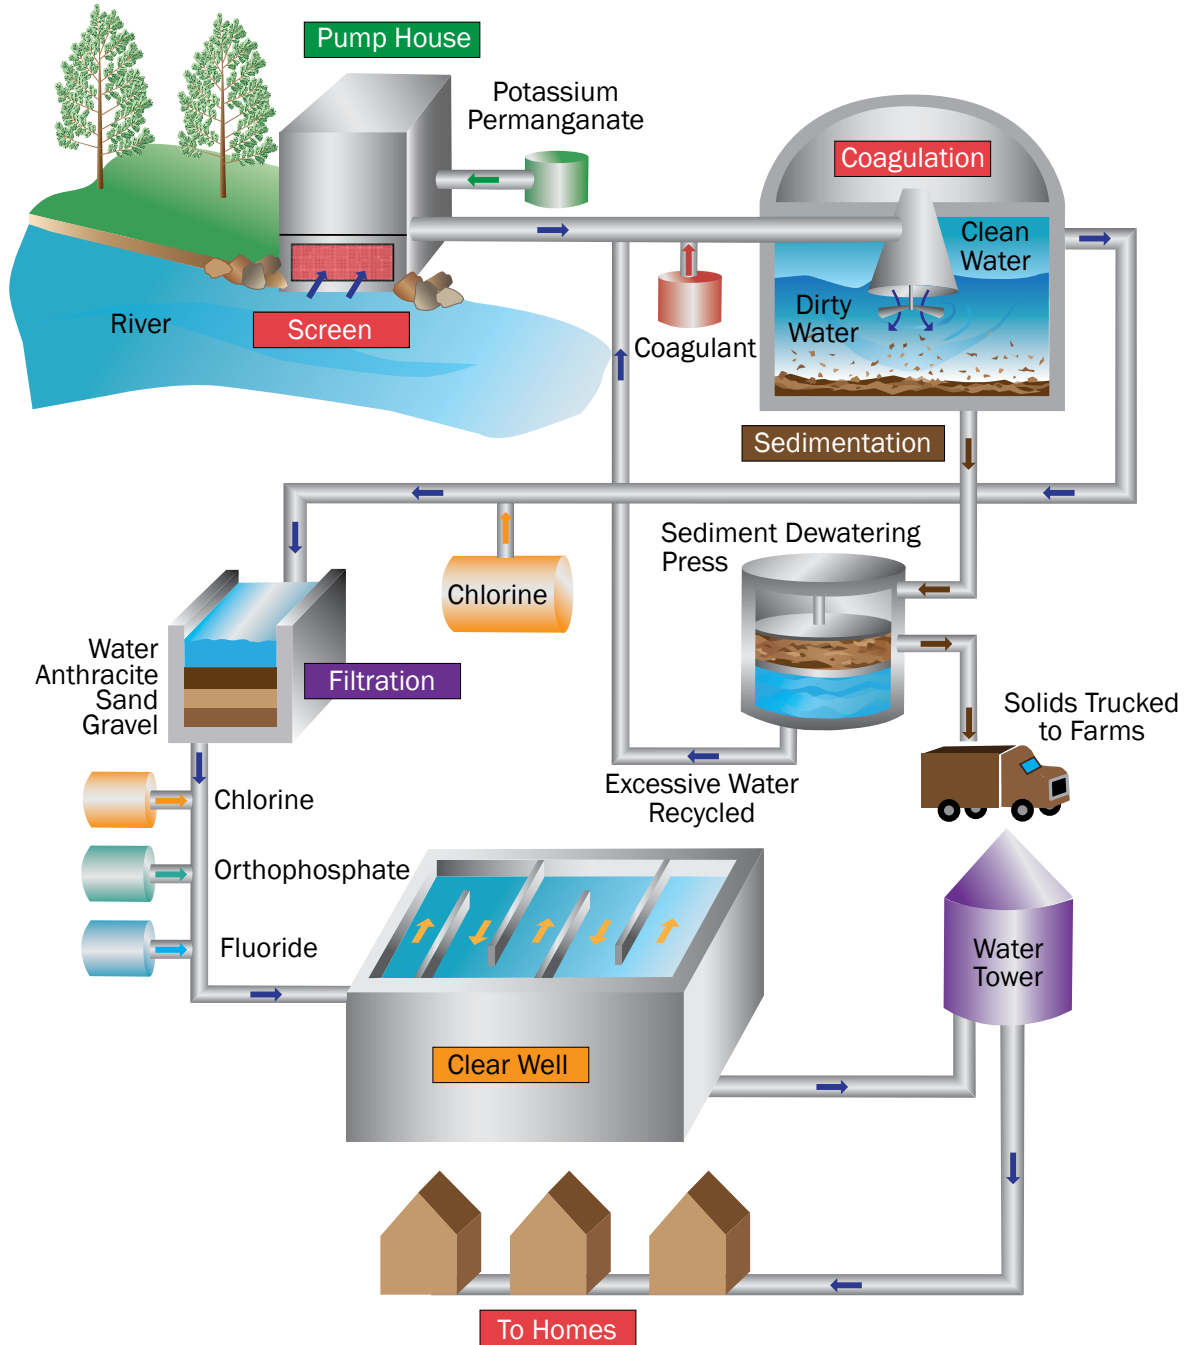 Pump House
Potassium
Permanganate
Coagulation
Clean
Water
Dirty
Water
River
Screen
Coagulant
Sedimentation
Sediment Dewatering
Press
Chlorine
Water
Anthracite
Sand
Gravel
Filtration
Solids Trucked
to Farms
Excessive Water
Recycled
Chlorine
Orthophosphate
Fluoride
Water
Tower
Clear Well
To Homes